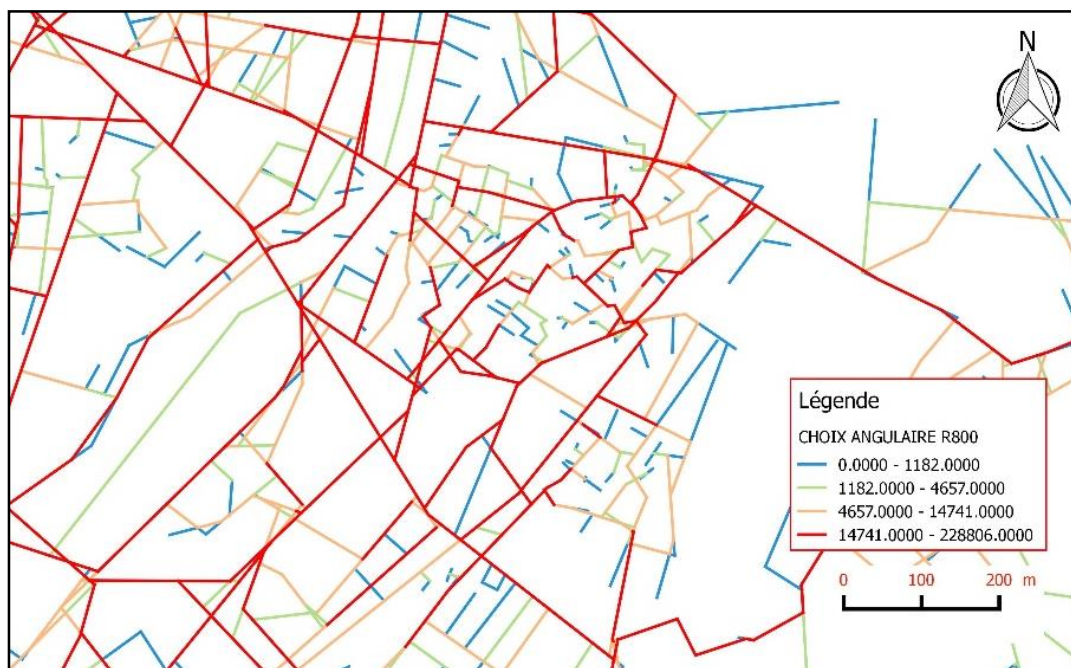 N
Légende
CHOIX ANGULAIRE R800
0.0000 - 1182.0000
1182.0000 - 4657.0000
4657.0000 - 14741.0000
14741.0000 - 228806.0000
0 100 200 m